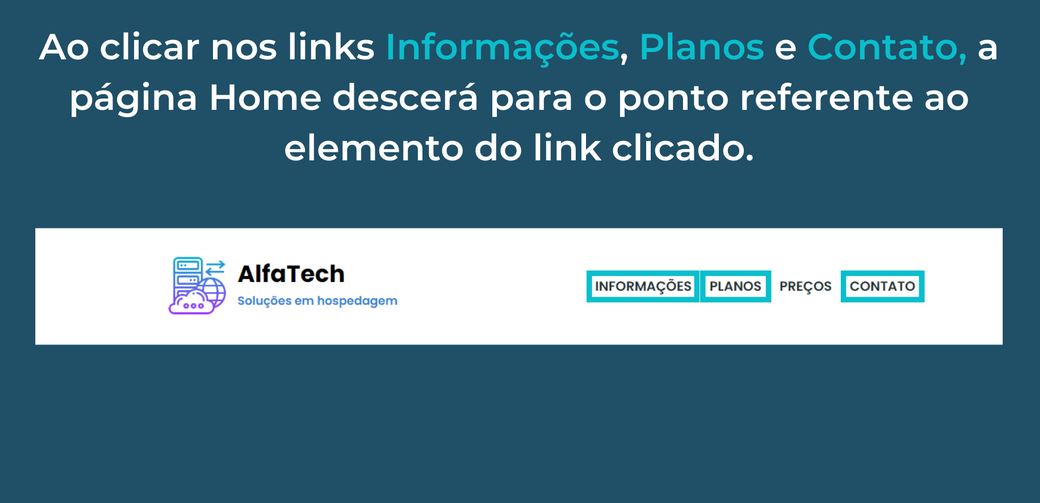 Ao clicar nos links Informações, Planos e Contato, a
página Home descerá para o ponto referente ao
elemento do link clicado.
AlfaTech
Soluções em hospedagem
INFORMAÇÕES PLANOS PREÇOS CONTATO